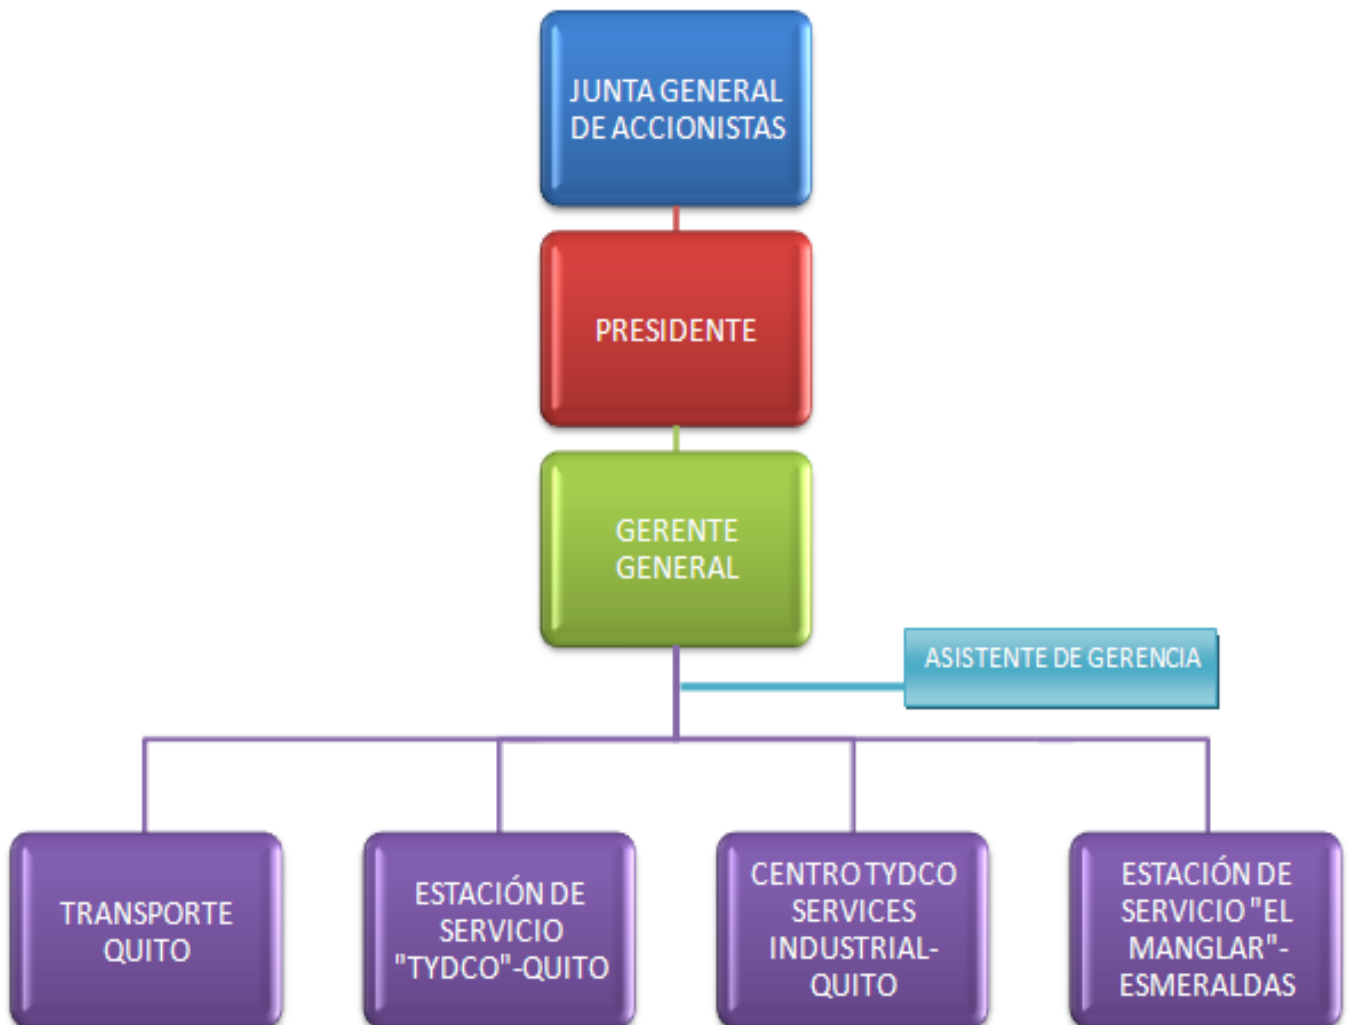 JUNTA GENERAL
DE ACCIONISTAS
PRESIDENTE
GERENTE
GENERAL
ASISTENTE DE GERENCIA
TRANSPORTE
QUITO
ESTACIÓN DE
SERVICIO
"TYDCO"-QUITO
CENTRO TYDCO
SERVICES
INDUSTRIAL-
QUITO
ESTACIÓN DE
SERVICIO "EL
MANGLAR"-
ESMERALDAS